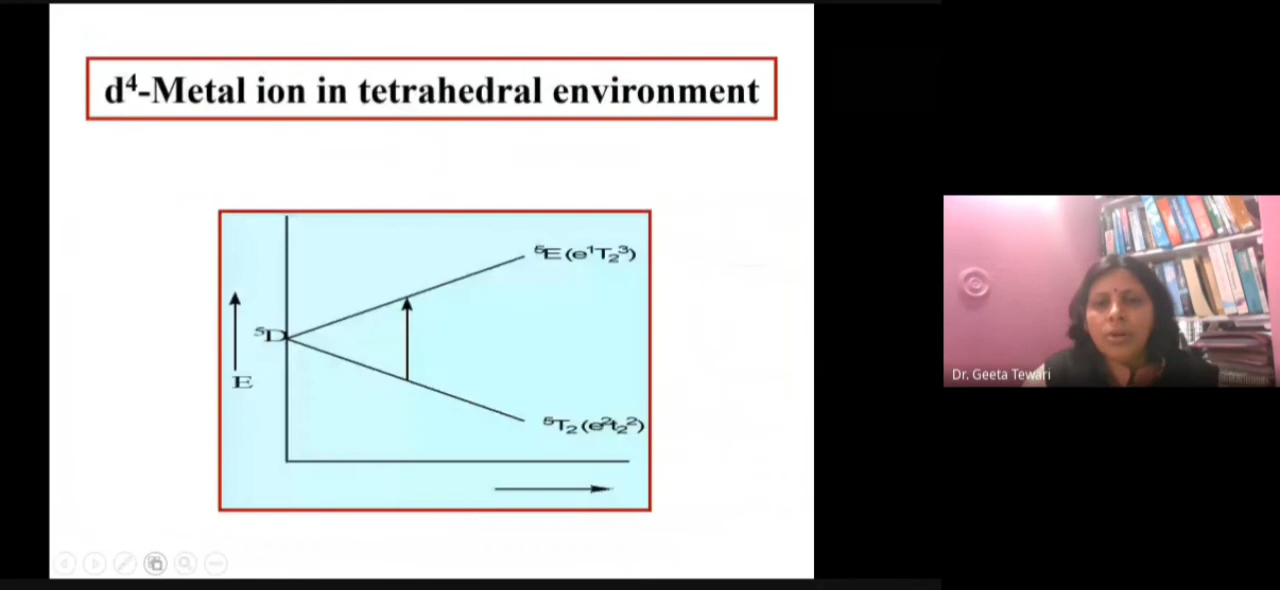 d⁴-Metal ion in tetrahedral environment
⁵E (e¹T₂³)
⁵D
E
⁵T₂ (e²t₂²)
Dr. Geeta Tewari